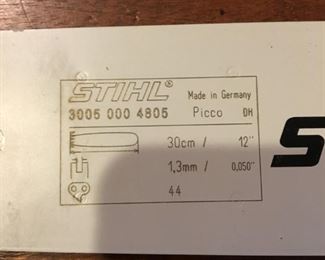 STIHL® Made in Germany
3005 000 4805 Picco DH
30cm / 12"
1,3mm / 0,050"
44
S